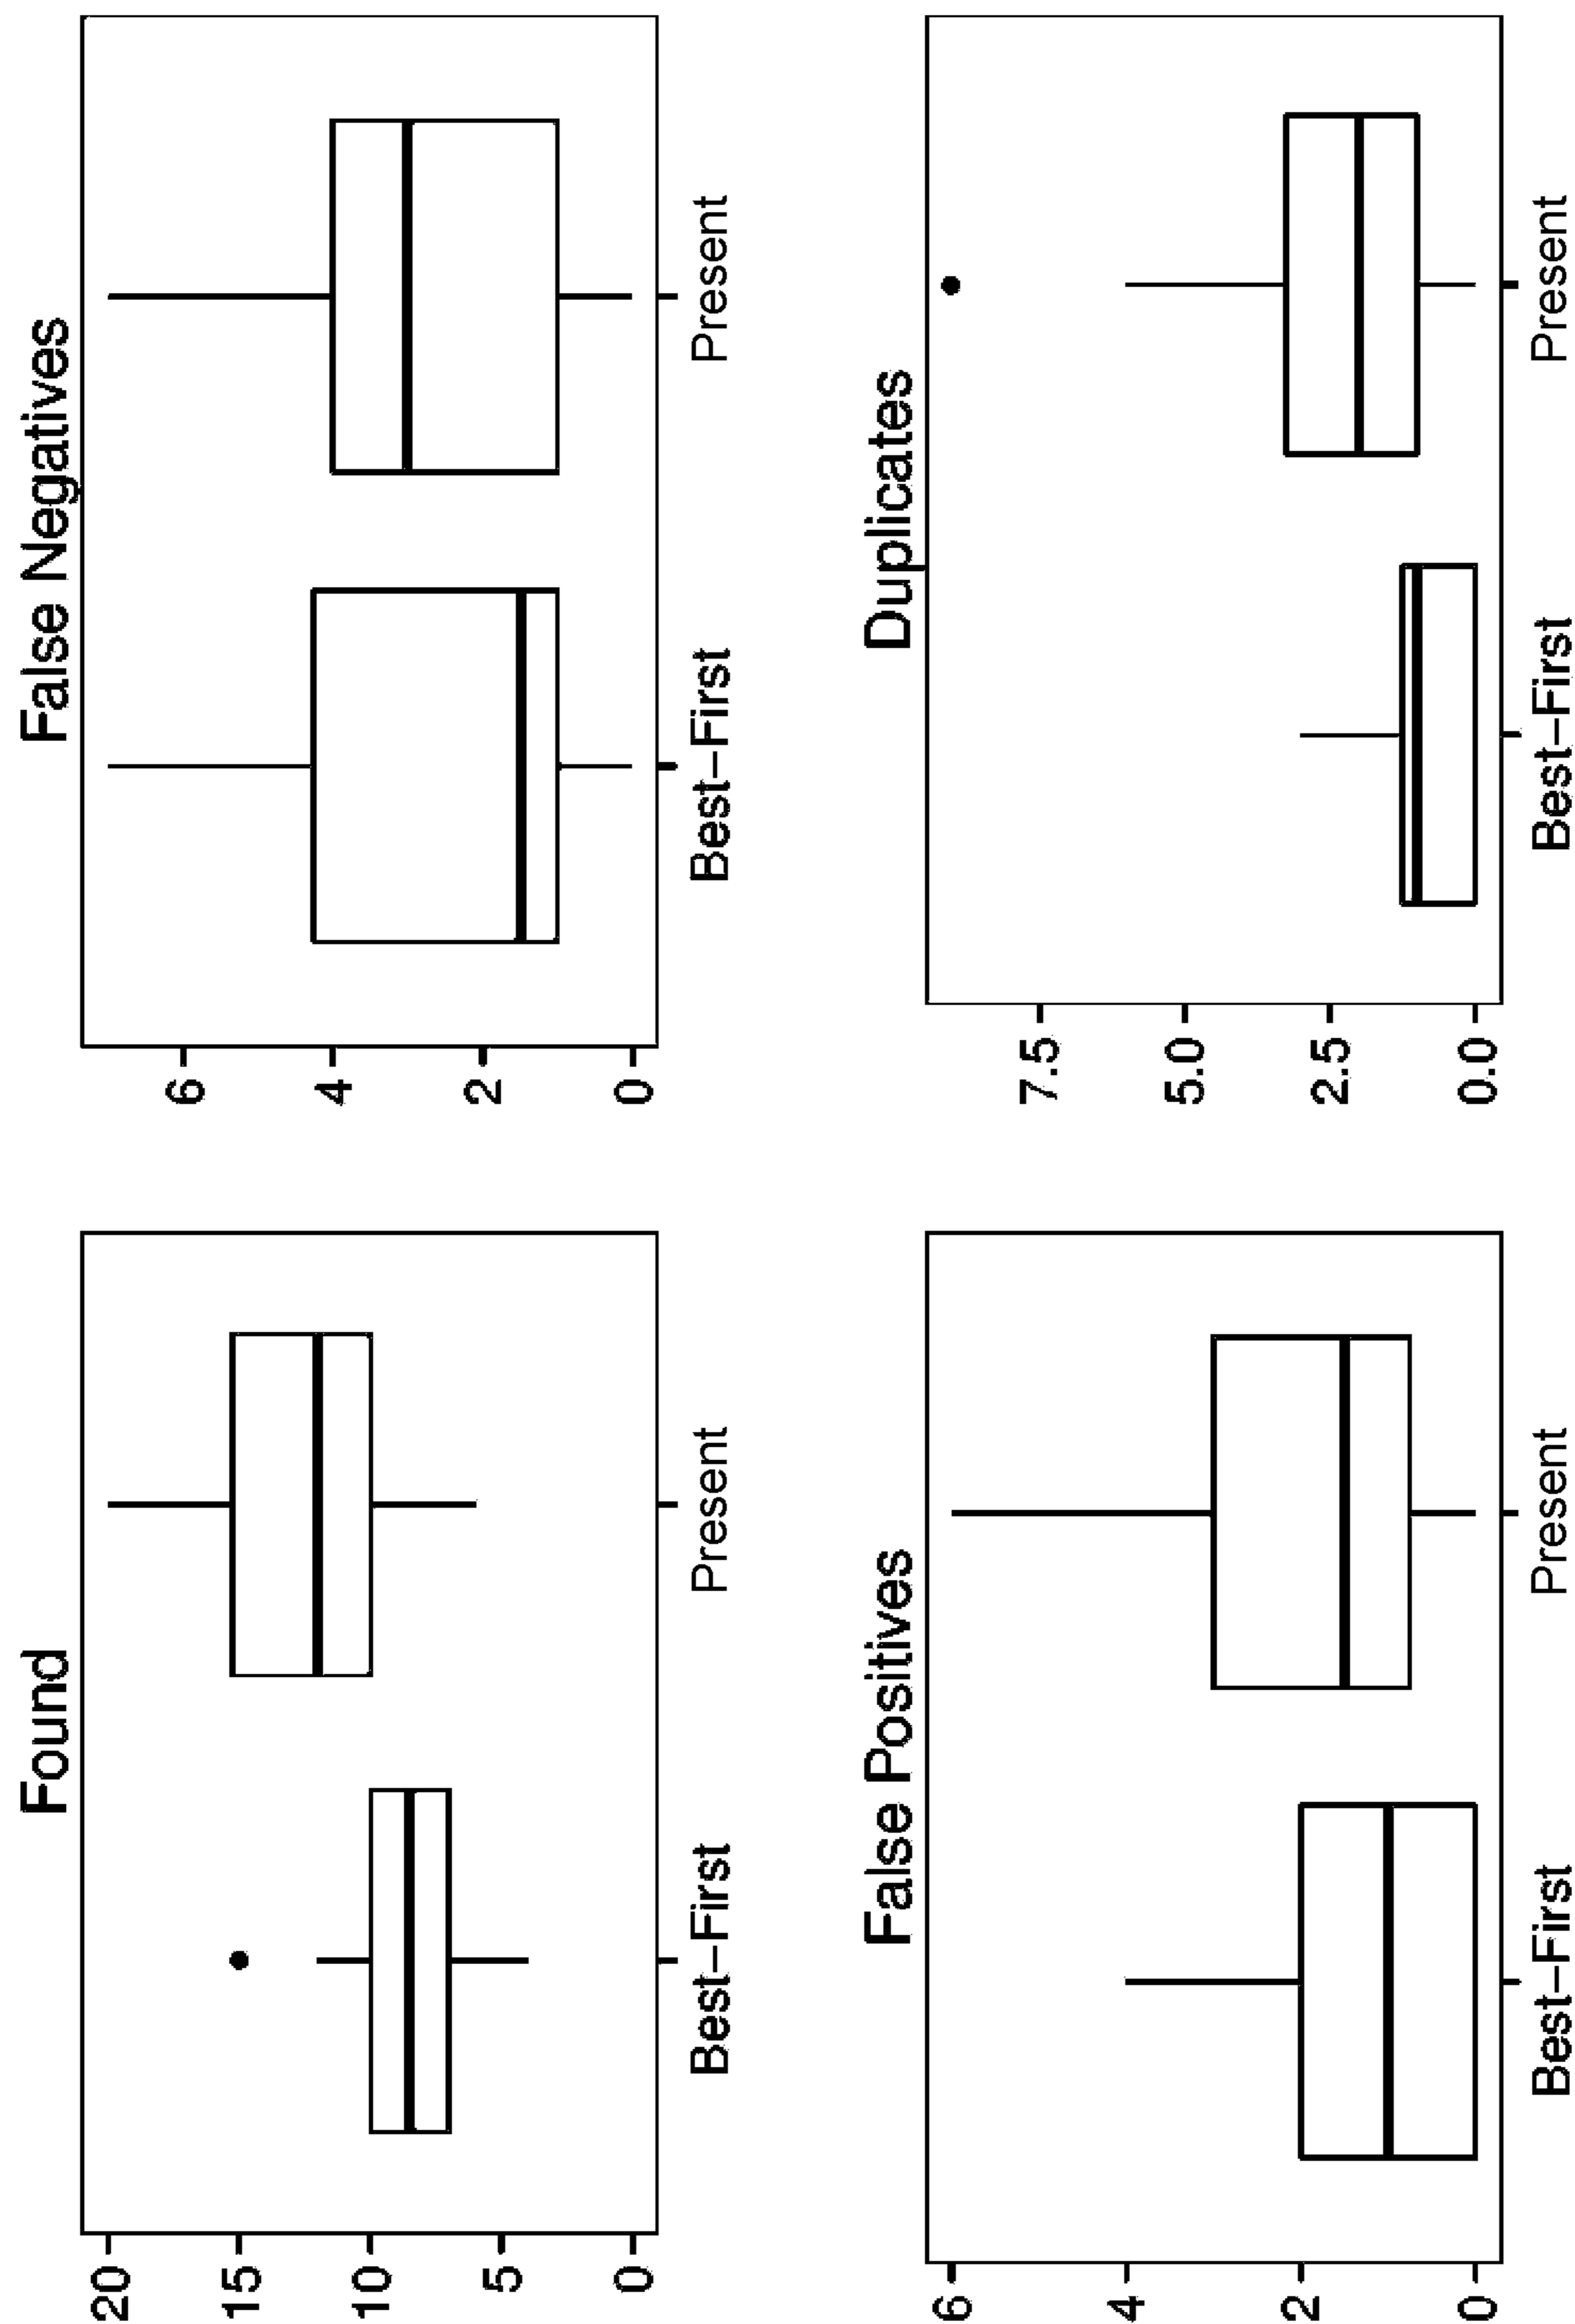 Found
20
15
10
5
0
Best–First
Present
False Negatives
6
4
2
0
Best–First
Present
False Positives
6
4
2
0
Best–First
Present
Duplicates
7.5
5.0
2.5
0.0
Best–First
Present